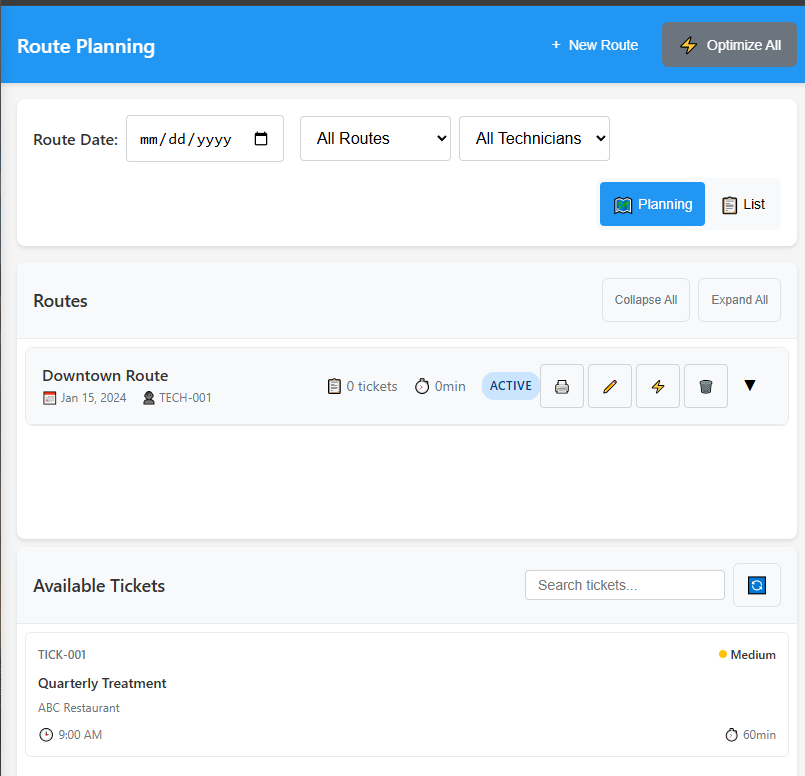 Route Planning
+ New Route
Optimize All
Route Date: mm/dd/yyyy
All Routes
All Technicians
Planning
List
Routes
Collapse All
Expand All
Downtown Route
Jan 15, 2024
TECH-001
0 tickets
0min
ACTIVE
Available Tickets
Search tickets...
TICK-001
Medium
Quarterly Treatment
ABC Restaurant
9:00 AM
60min